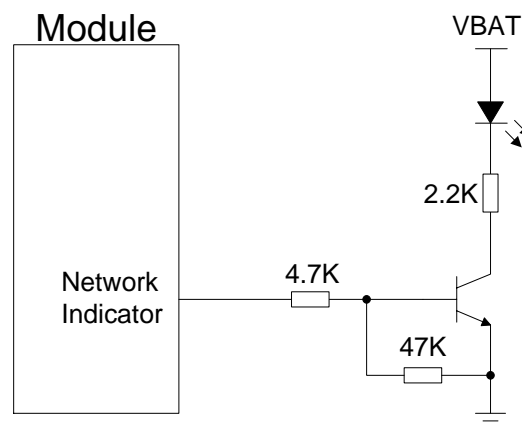 Module
VBAT
2.2K
4.7K
Network
Indicator
47K